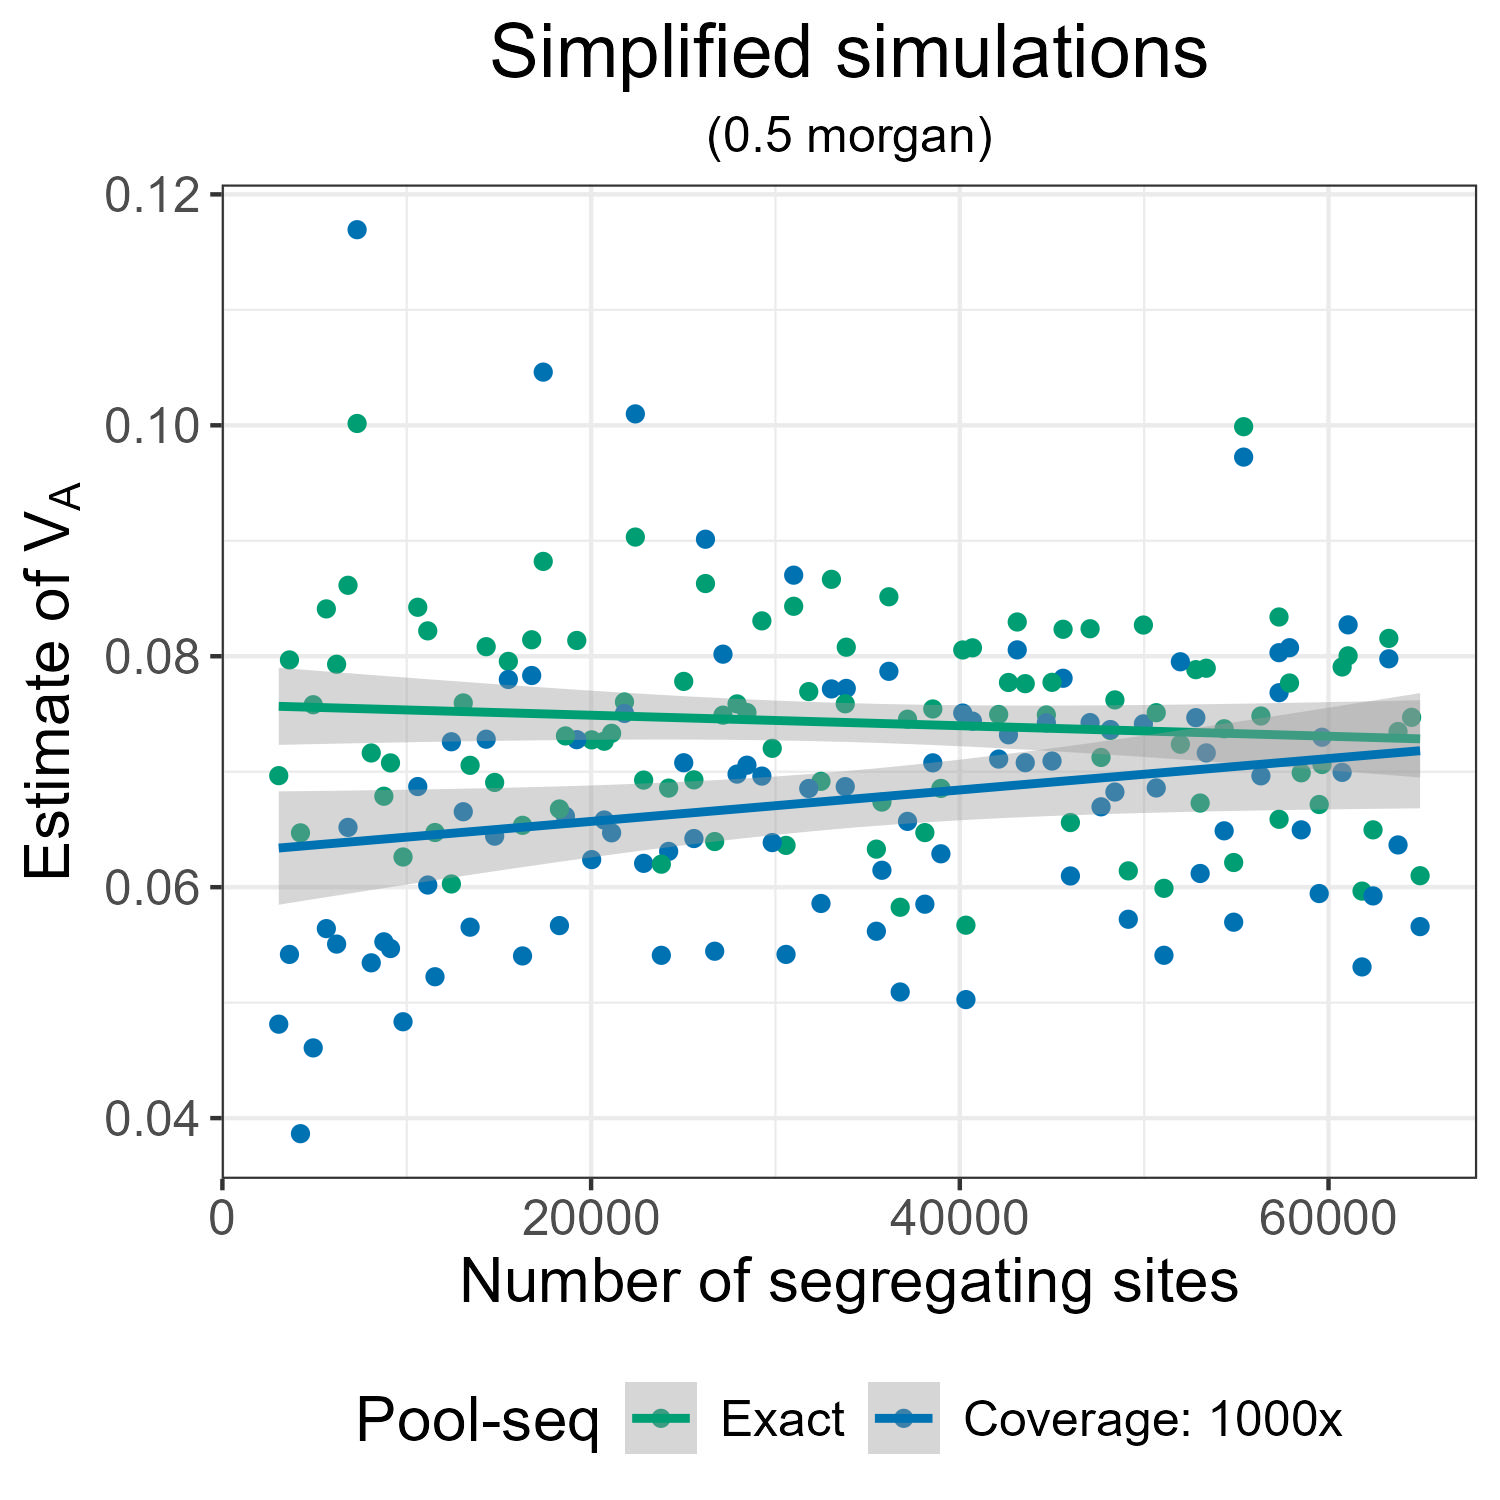 Simplified simulations
(0.5 morgan)
0.12
0.10
0.08
0.06
0.04
Estimate of V_A
0 20000 40000 60000
Number of segregating sites
Pool-seq Exact Coverage: 1000x